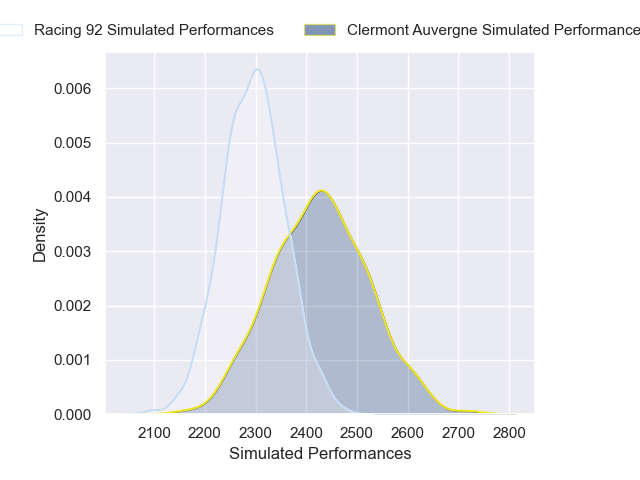 Racing 92 Simulated Performances
Clermont Auvergne Simulated Performance
0.006
0.005
0.004
0.003
0.002
0.001
0.000
Density
2100 2200 2300 2400 2500 2600 2700 2800
Simulated Performances